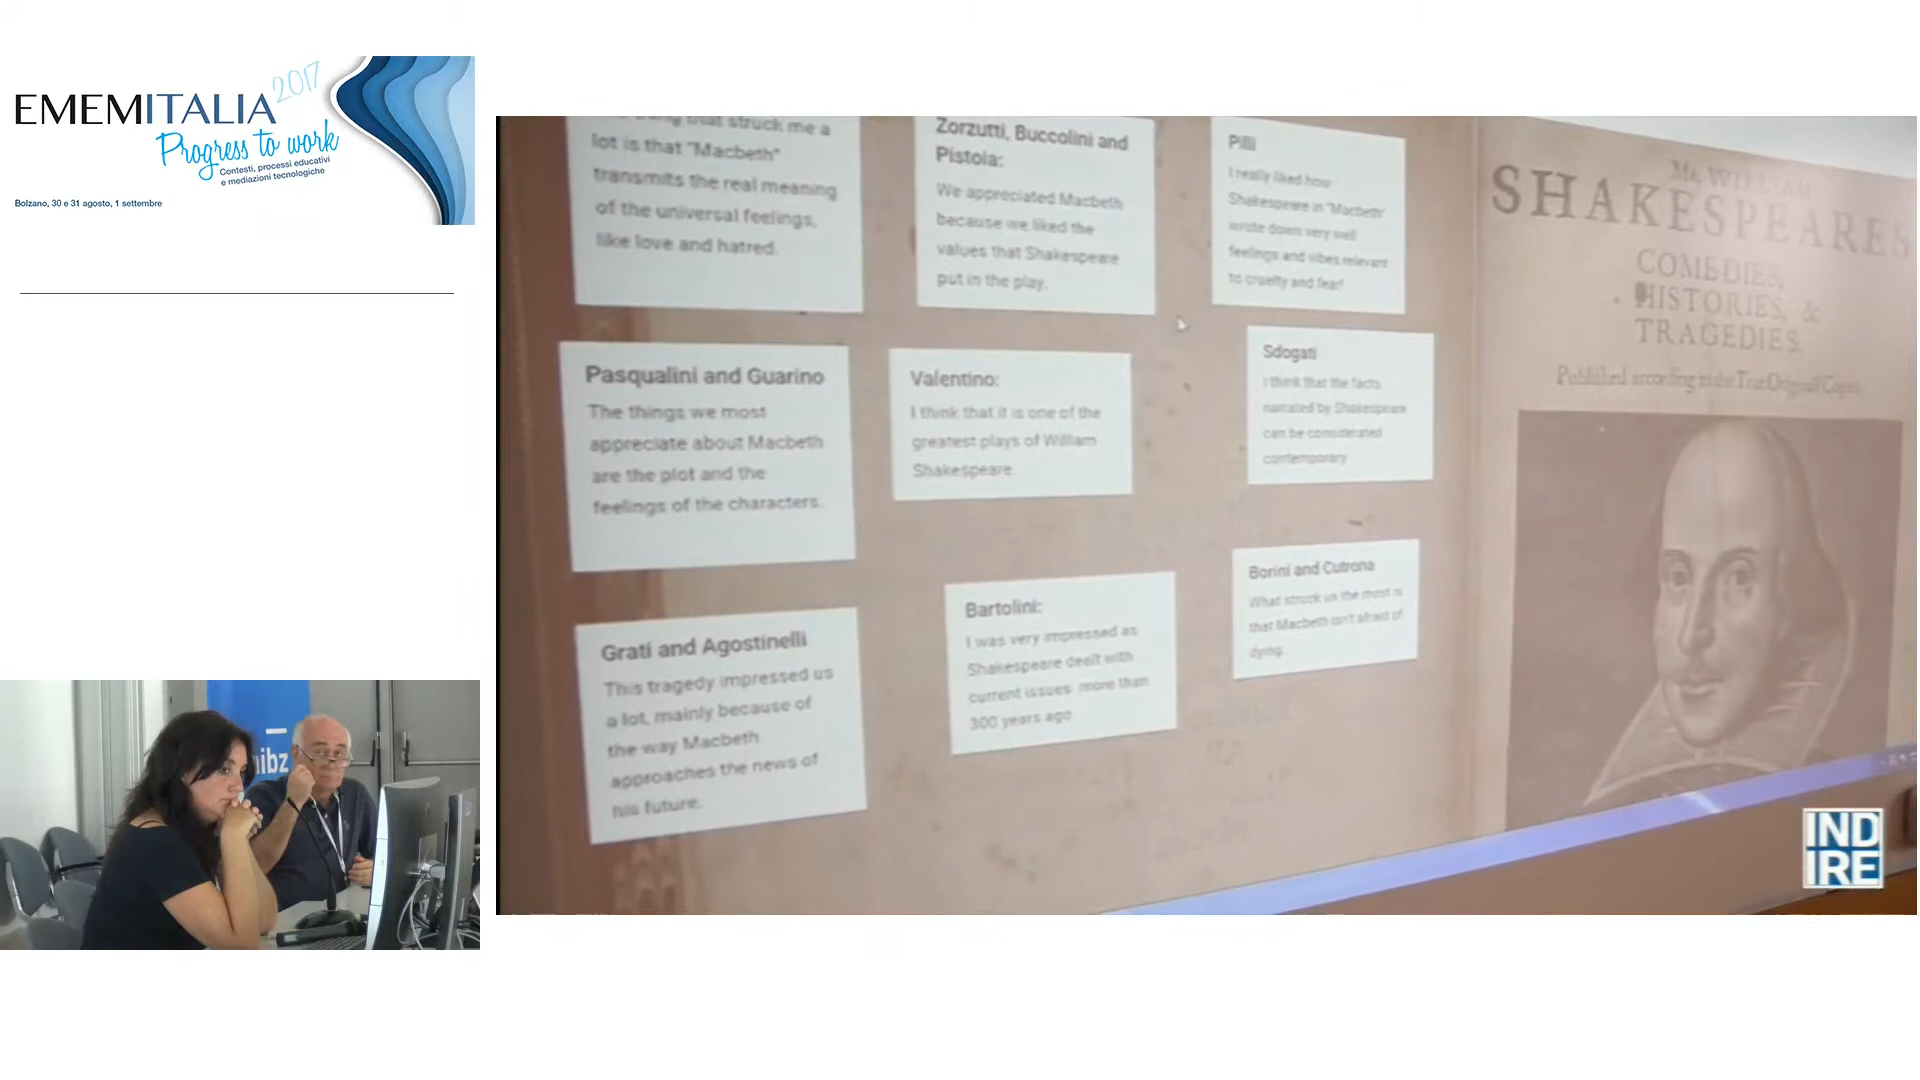 EMEMITALIA 2017
Progress to work
Contesti, processi educativi
e mediazioni tecnologiche
Bolzano, 30 e 31 agosto, 1 settembre
ibz
that struck me a
lot is that "Macbeth"
transmits the real meaning
of the universal feelings,
like love and hatred.
Zorzutti, Buccolini and
Pistola:
We appreciated Macbeth
because we liked the
values that Shakespeare
put in the play.
Pilli
I really liked how
Shakespeare in "Macbeth"
wrote down very well
feelings and vibes relevant
to cruelty and fear!
Pasqualini and Guarino
The things we most
appreciate about Macbeth
are the plot and the
feelings of the characters.
Valentino:
I think that it is one of the
greatest plays of William
Shakespeare.
Sdogati
I think that the facts
narrated by Shakespeare
can be considered
contemporary
Grati and Agostinelli
This tragedy impressed us
a lot, mainly because of
the way Macbeth
approaches the news of
his future.
Bartolini:
I was very impressed as
Shakespeare dealt with
current issues more than
300 years ago
Borini and Cutrona
What struck us the most is
that Macbeth isn't afraid of
dying.
Mr. WILLIAM
SHAKESPEARES
COMEDIES,
HISTORIES, &
TRAGEDIES.
Published according to the True Originall Copies.
IND
IRE